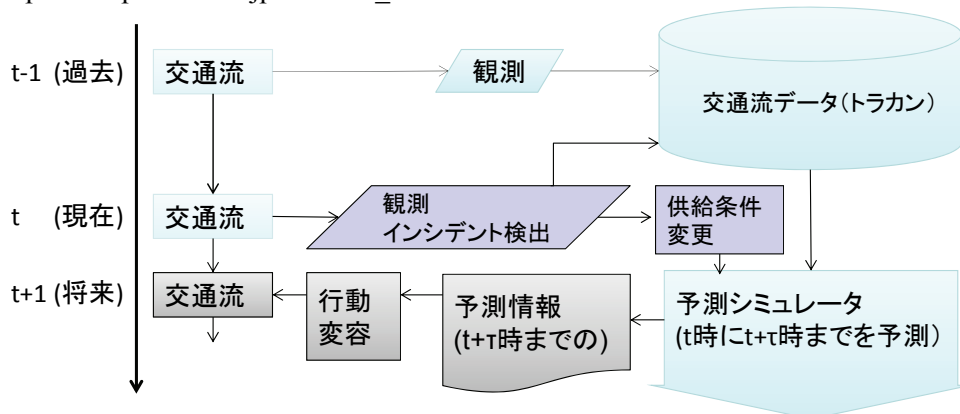 t-1 (過去)
交通流
観測
交通流データ(トラカン)
t (現在)
交通流
観測
インシデント検出
供給条件
変更
t+1 (将来)
交通流
行動
変容
予測情報
(t+τ時までの)
予測シミュレータ
(t時にt+τ時までを予測)